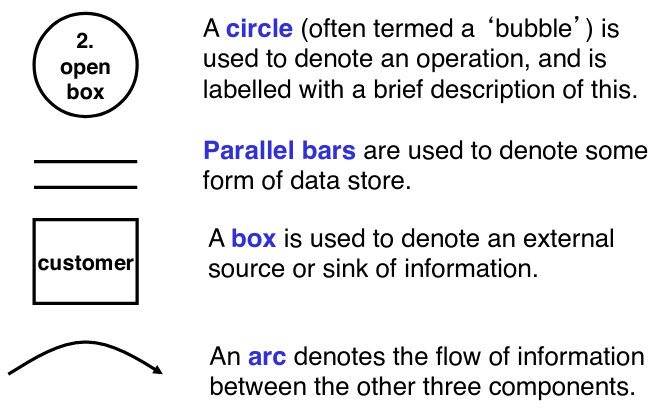 2.
open
box
A circle (often termed a ‘bubble’) is
used to denote an operation, and is
labelled with a brief description of this.
Parallel bars are used to denote some
form of data store.
customer
A box is used to denote an external
source or sink of information.
An arc denotes the flow of information
between the other three components.